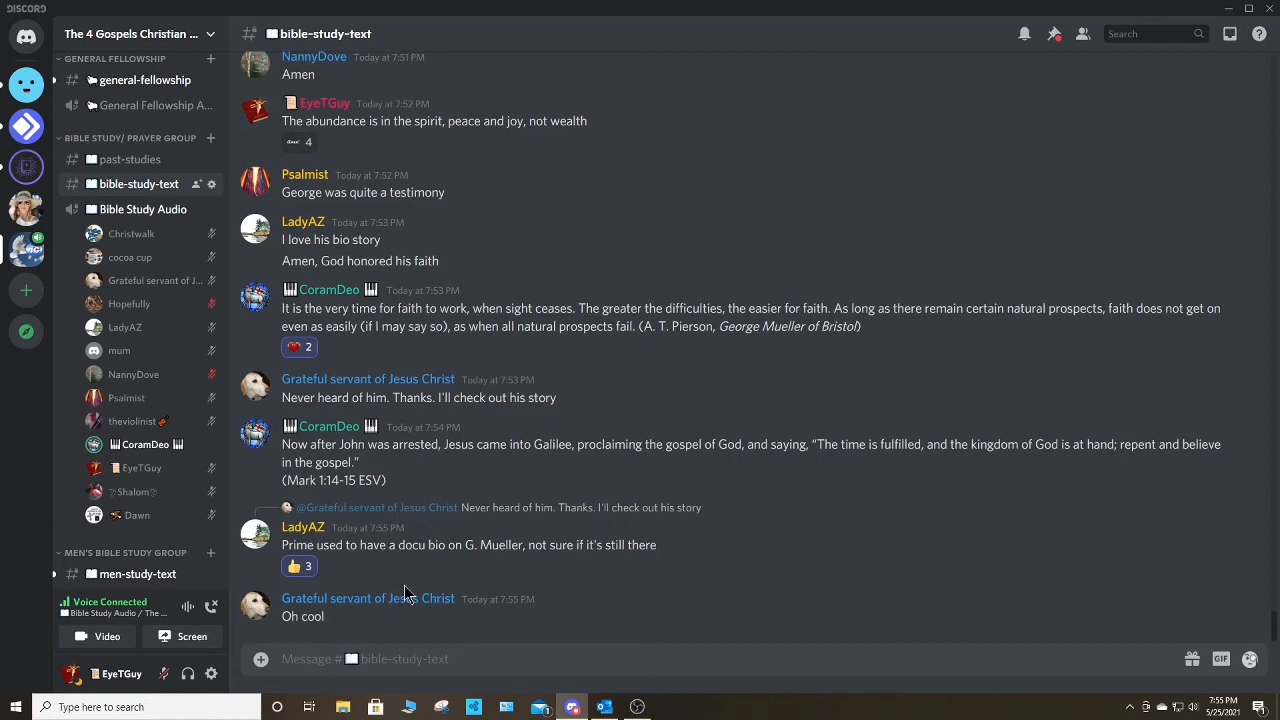 DISCORD
The 4 Gospels Christian ...
GENERAL FELLOWSHIP
general-fellowship
General Fellowship A...
BIBLE STUDY/ PRAYER GROUP
past-studies
bible-study-text
Bible Study Audio
Christwalk
cocoa cup
Grateful servant of J...
Hopefully
LadyAZ
mum
NannyDove
Psalmist
theviolinist🎻
🎹CoramDeo 🎹
📜EyeTGuy
🕊Shalom🕊
Dawn
MEN'S BIBLE STUDY GROUP
men-study-text
Voice Connected
📖Bible Study Audio / The ...
Video
Screen
📜EyeTGuy
# 📖bible-study-text
Search
NannyDove Today at 7:51 PM
Amen
📜EyeTGuy Today at 7:52 PM
The abundance is in the spirit, peace and joy, not wealth
4
Psalmist Today at 7:52 PM
George was quite a testimony
LadyAZ Today at 7:53 PM
I love his bio story
Amen, God honored his faith
🎹CoramDeo 🎹 Today at 7:53 PM
It is the very time for faith to work, when sight ceases. The greater the difficulties, the easier for faith. As long as there remain certain natural prospects, faith does not get on
even as easily (if I may say so), as when all natural prospects fail. (A. T. Pierson, George Mueller of Bristol)
❤️ 2
Grateful servant of Jesus Christ Today at 7:53 PM
Never heard of him. Thanks. I'll check out his story
🎹CoramDeo 🎹 Today at 7:54 PM
Now after John was arrested, Jesus came into Galilee, proclaiming the gospel of God, and saying, "The time is fulfilled, and the kingdom of God is at hand; repent and believe
in the gospel."
(Mark 1:14-15 ESV)
@Grateful servant of Jesus Christ Never heard of him. Thanks. I'll check out his story
LadyAZ Today at 7:55 PM
Prime used to have a docu bio on G. Mueller, not sure if it's still there
👍 3
Grateful servant of Jesus Christ Today at 7:55 PM
Oh cool
Message #📖bible-study-text
GIF
Type here to search
7:55 PM
5/25/2021